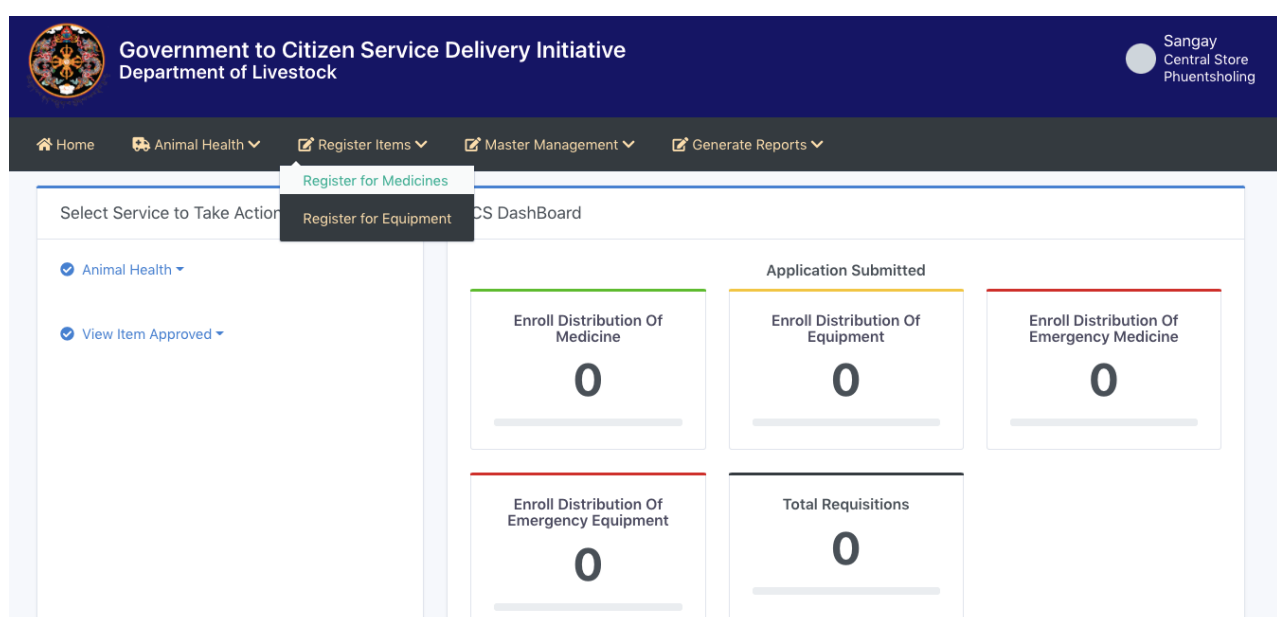 Government to Citizen Service Delivery Initiative
Department of Livestock
Sangay
Central Store
Phuentsholing
Home
Animal Health
Register Items
Master Management
Generate Reports
Register for Medicines
Register for Equipment
Select Service to Take Action
CS DashBoard
Animal Health
View Item Approved
Application Submitted
Enroll Distribution Of
Medicine
0
Enroll Distribution Of
Equipment
0
Enroll Distribution Of
Emergency Medicine
0
Enroll Distribution Of
Emergency Equipment
0
Total Requisitions
0